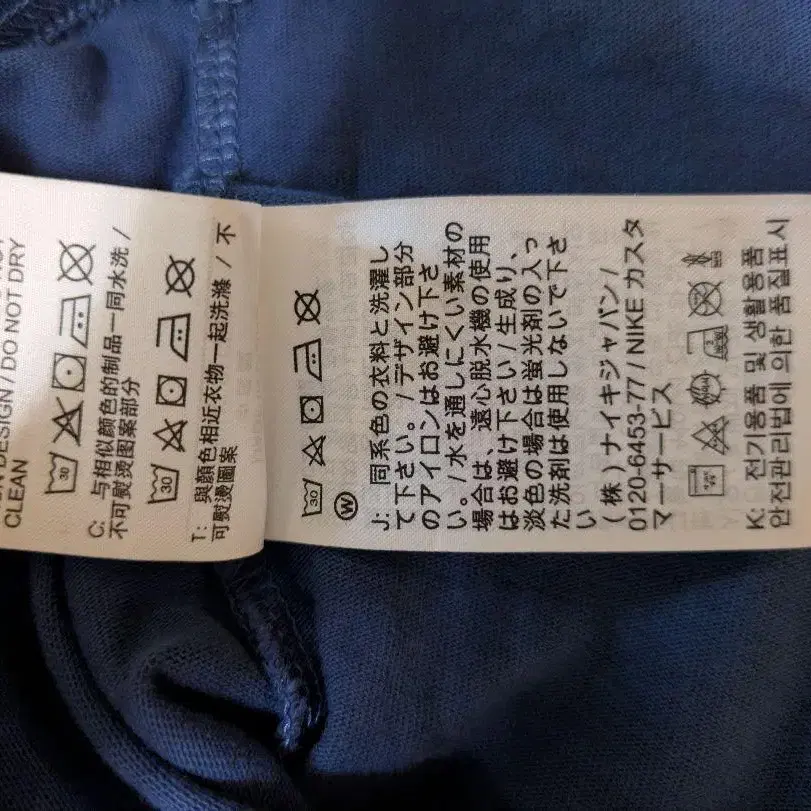 DESIGN / DO NOT DRY
CLEAN
30
C: 与相似颜色的制品一同水洗 /
不可熨烫图案部分
30
T: 與顏色相近衣物一起洗滌 / 不
可熨燙圖案
30
W
J: 同系色の衣料と洗濯し
て下さい。/ デザイン部分
のアイロンはお避け下さ
い。/ 水を通しにくい素材の
場合は、遠心脱水機の使用
はお避け下さい / 生成り、
淡色の場合は蛍光剤の入っ
た洗剤は使用しないで下さ
い
(株) ナイキジャパン /
0120-6453-77 / NIKE カスタ
マーサービス
K: 전기용품 및 생활용품
안전관리법에 의한 품질표시